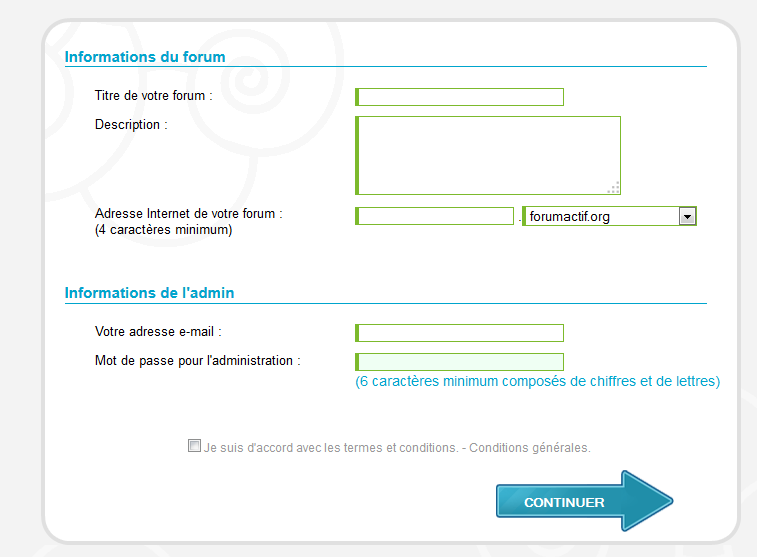 Informations du forum
Titre de votre forum :
Description :
Adresse Internet de votre forum :
(4 caractères minimum)
. forumactif.org
Informations de l'admin
Votre adresse e-mail :
Mot de passe pour l'administration :
(6 caractères minimum composés de chiffres et de lettres)
Je suis d'accord avec les termes et conditions. - Conditions générales.
CONTINUER